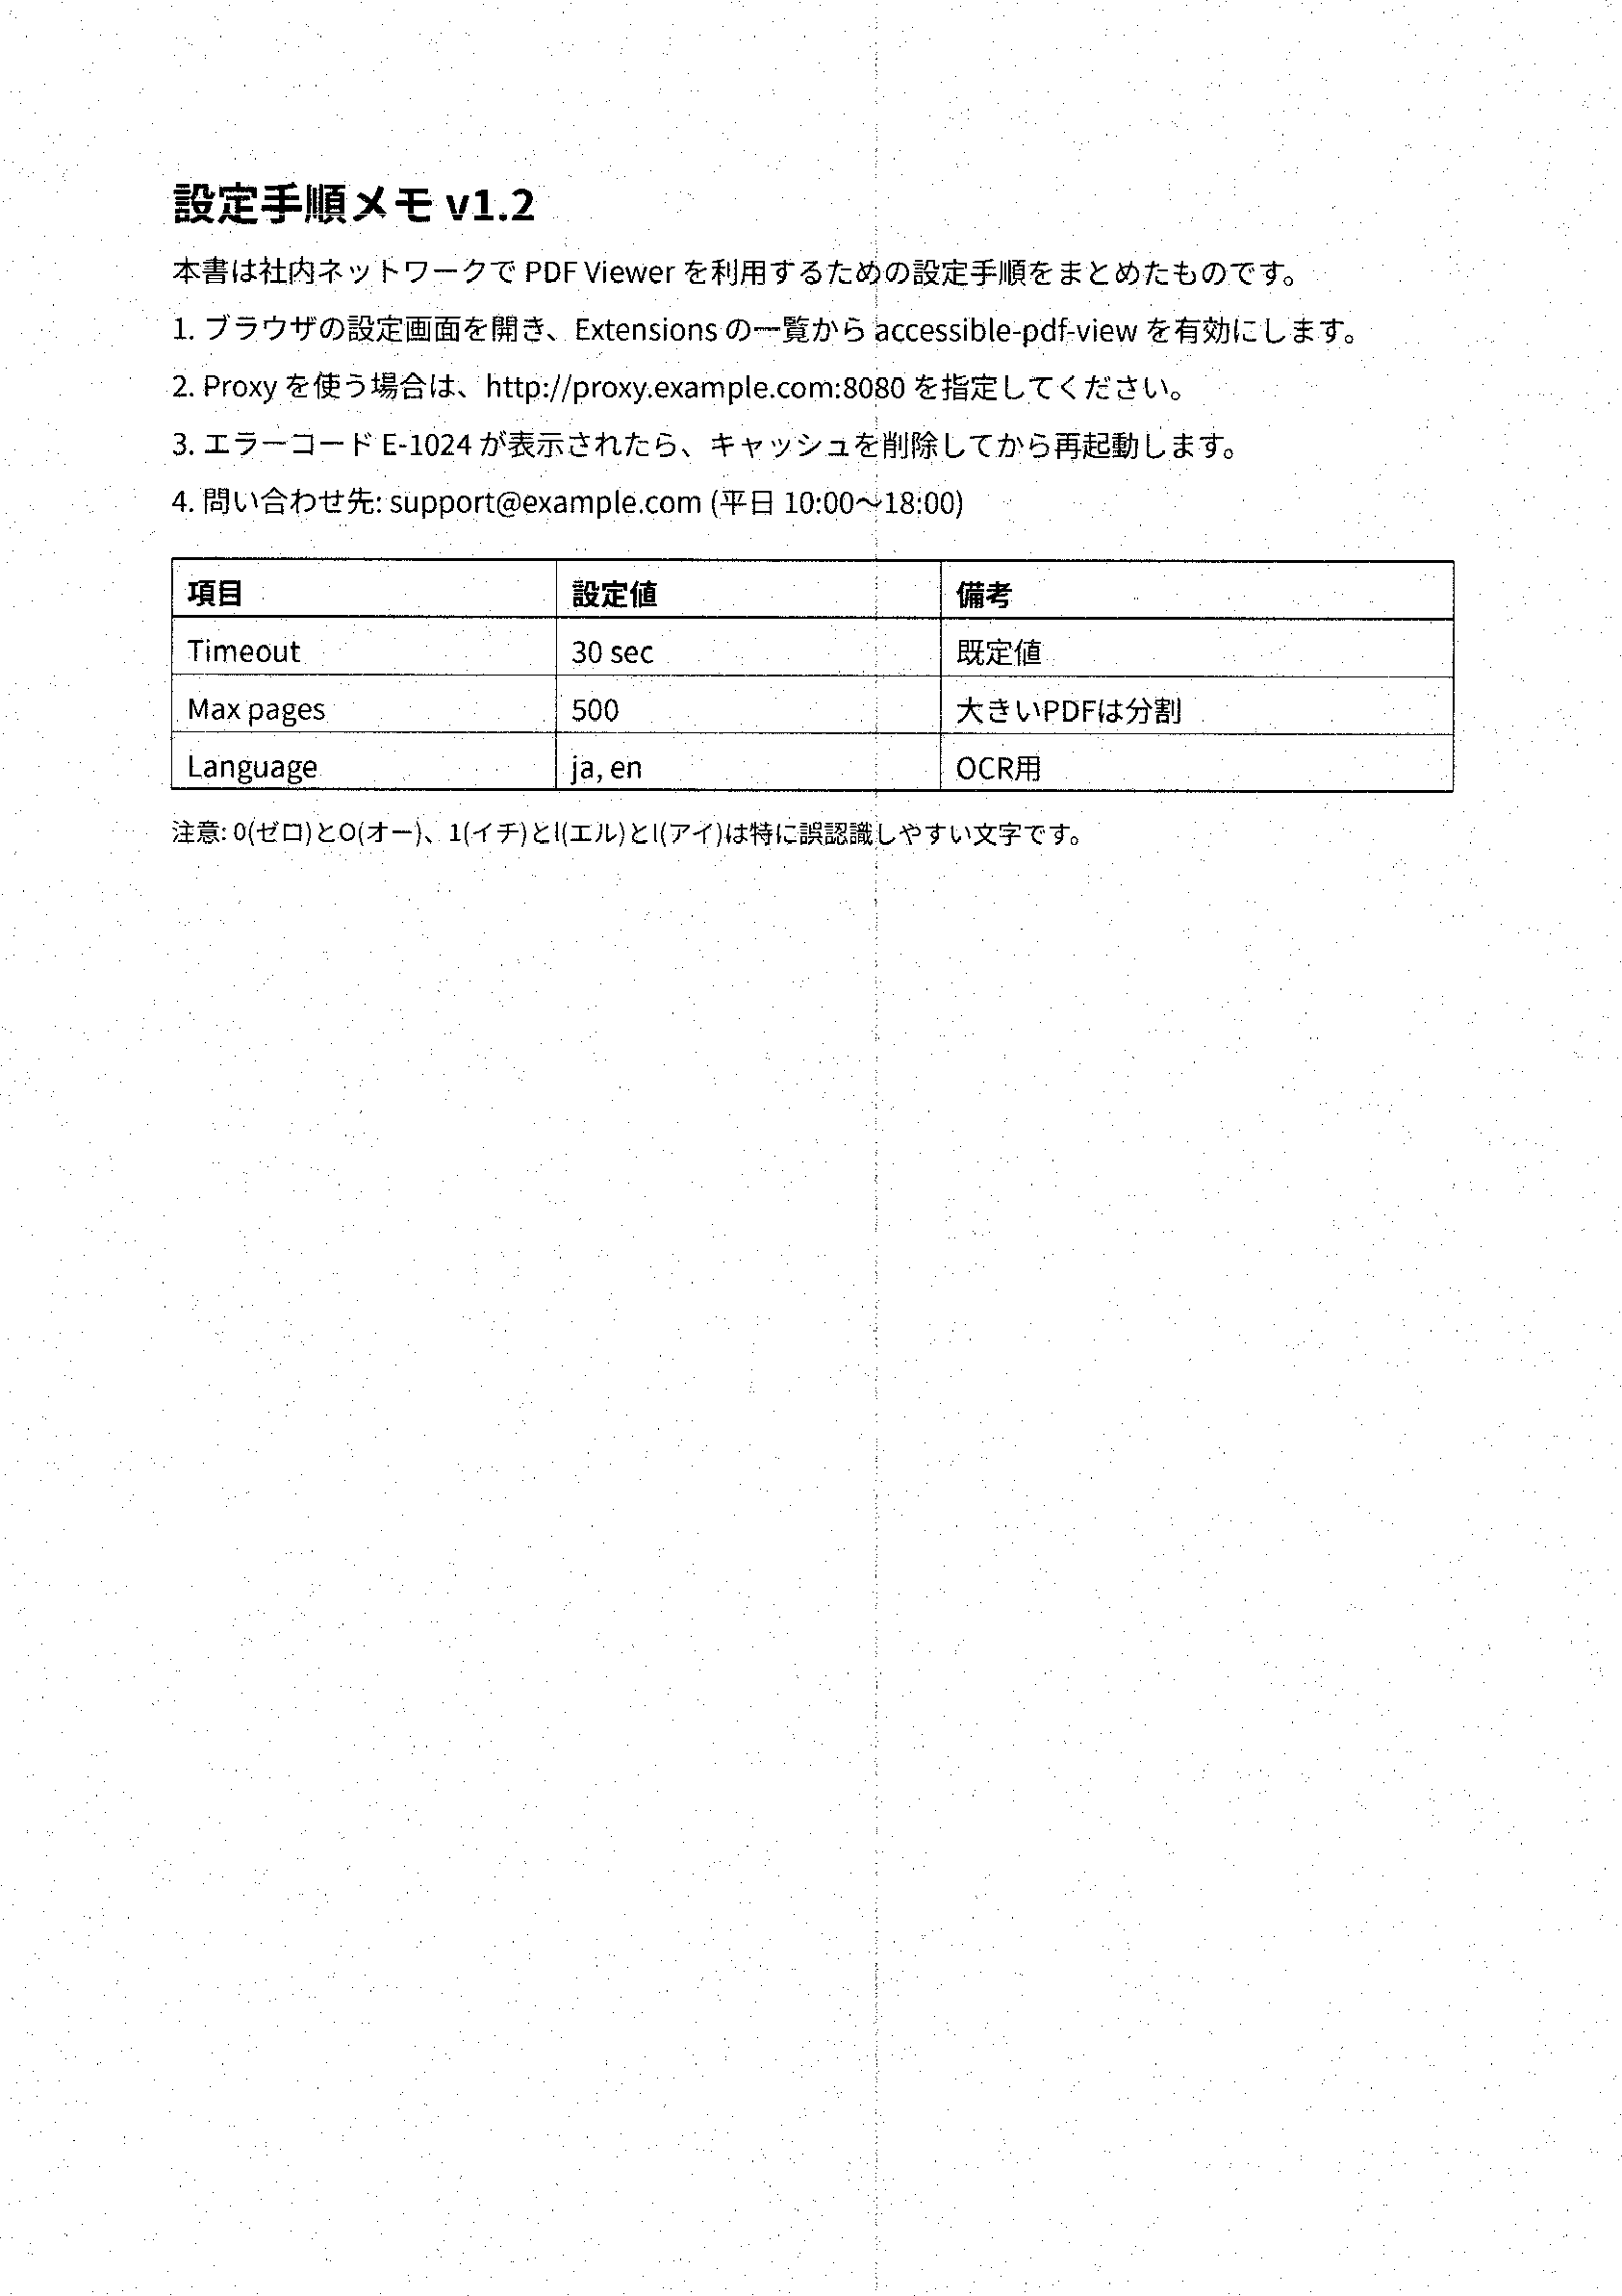 設定手順メモ v1.2
本書は社内ネットワークで PDF Viewer を利用するための設定手順をまとめたものです。
1. ブラウザの設定画面を開き、Extensions の一覧から accessible-pdf-view を有効にします。
2. Proxy を使う場合は、http://proxy.example.com:8080 を指定してください。
3. エラーコード E-1024 が表示されたら、キャッシュを削除してから再起動します。
4. 問い合わせ先: support@example.com (平日 10:00～18:00)
項目 設定値 備考
Timeout 30 sec 既定値
Max pages 500 大きいPDFは分割
Language ja, en OCR用
注意: 0(ゼロ)とO(オー)、1(イチ)とl(エル)とI(アイ)は特に誤認識しやすい文字です。